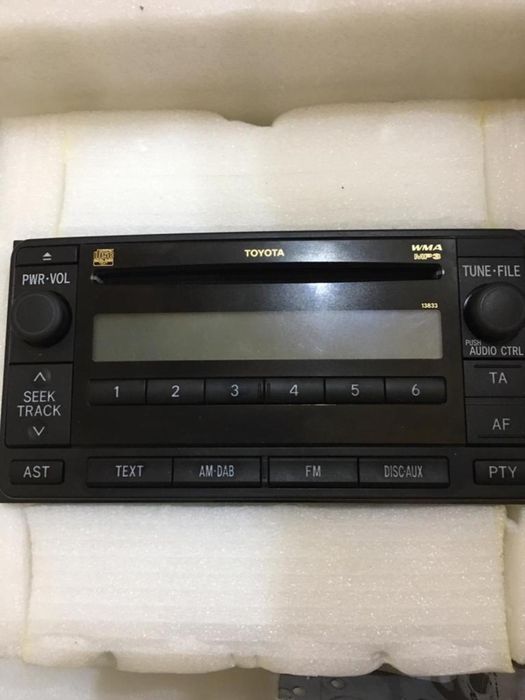 TOYOTA
WMA
MP3
PWR·VOL
TUNE·FILE
13833
PUSH
AUDIO CTRL
SEEK
TRACK
1 2 3 4 5 6
TA
AF
AST TEXT AM·DAB FM DISC·AUX PTY